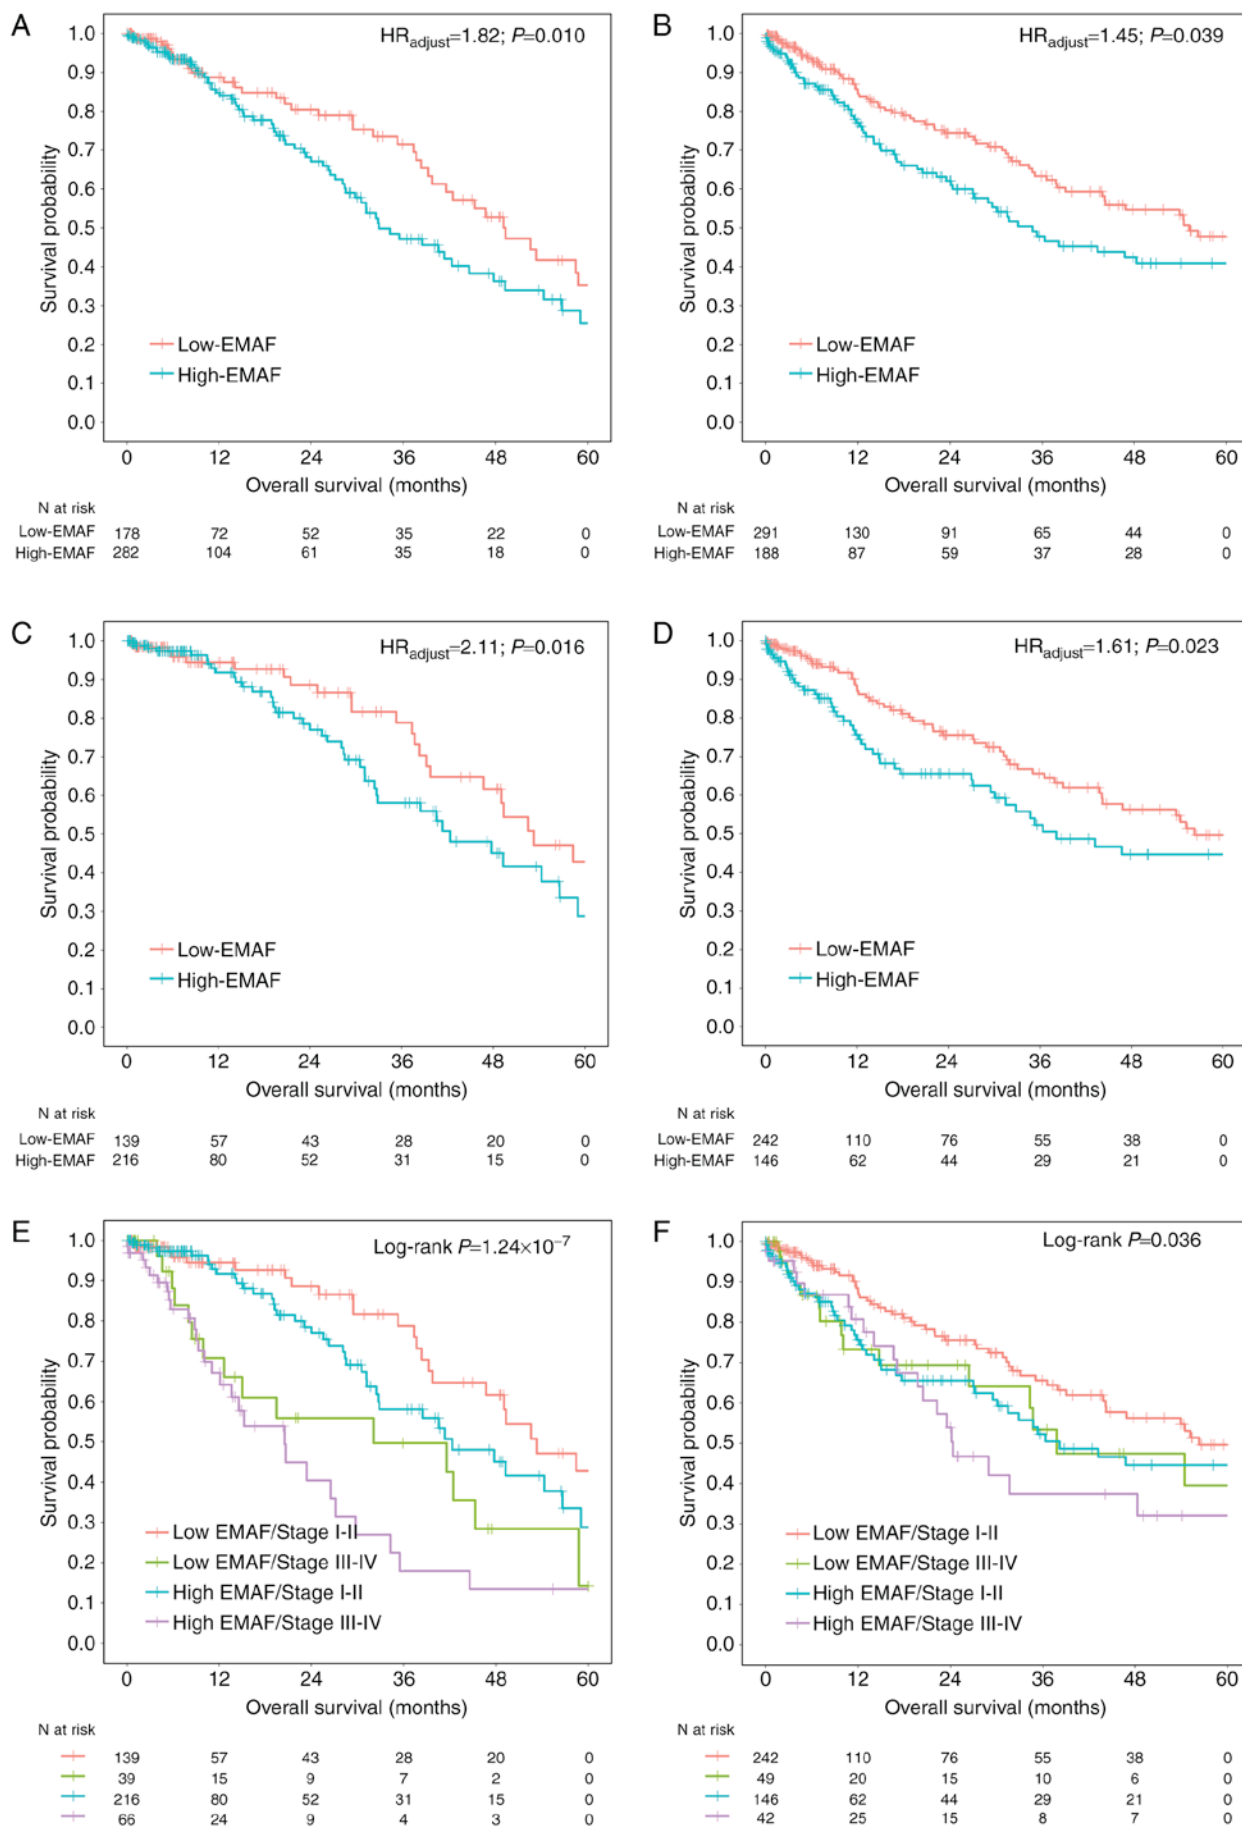 A
HRadjust=1.82; P=0.010
1.0
0.9
0.8
0.7
0.6
0.5
0.4
0.3
0.2
0.1
0.0
Survival probability
Low-EMAF
High-EMAF
0 12 24 36 48 60
Overall survival (months)
N at risk
Low-EMAF 178 72 52 35 22 0
High-EMAF 282 104 61 35 18 0
B
HRadjust=1.45; P=0.039
1.0
0.9
0.8
0.7
0.6
0.5
0.4
0.3
0.2
0.1
0.0
Survival probability
Low-EMAF
High-EMAF
0 12 24 36 48 60
Overall survival (months)
N at risk
Low-EMAF 291 130 91 65 44 0
High-EMAF 188 87 59 37 28 0
C
HRadjust=2.11; P=0.016
1.0
0.9
0.8
0.7
0.6
0.5
0.4
0.3
0.2
0.1
0.0
Survival probability
Low-EMAF
High-EMAF
0 12 24 36 48 60
Overall survival (months)
N at risk
Low-EMAF 139 57 43 28 20 0
High-EMAF 216 80 52 31 15 0
D
HRadjust=1.61; P=0.023
1.0
0.9
0.8
0.7
0.6
0.5
0.4
0.3
0.2
0.1
0.0
Survival probability
Low-EMAF
High-EMAF
0 12 24 36 48 60
Overall survival (months)
N at risk
Low-EMAF 242 110 76 55 38 0
High-EMAF 146 62 44 29 21 0
E
Log-rank P=1.24×10⁻⁷
1.0
0.9
0.8
0.7
0.6
0.5
0.4
0.3
0.2
0.1
0.0
Survival probability
Low EMAF/Stage I-II
Low EMAF/Stage III-IV
High EMAF/Stage I-II
High EMAF/Stage III-IV
0 12 24 36 48 60
Overall survival (months)
N at risk
139 57 43 28 20 0
39 15 9 7 2 0
216 80 52 31 15 0
66 24 9 4 3 0
F
Log-rank P=0.036
1.0
0.9
0.8
0.7
0.6
0.5
0.4
0.3
0.2
0.1
0.0
Survival probability
Low EMAF/Stage I-II
Low EMAF/Stage III-IV
High EMAF/Stage I-II
High EMAF/Stage III-IV
0 12 24 36 48 60
Overall survival (months)
N at risk
242 110 76 55 38 0
49 20 15 10 6 0
146 62 44 29 21 0
42 25 15 8 7 0